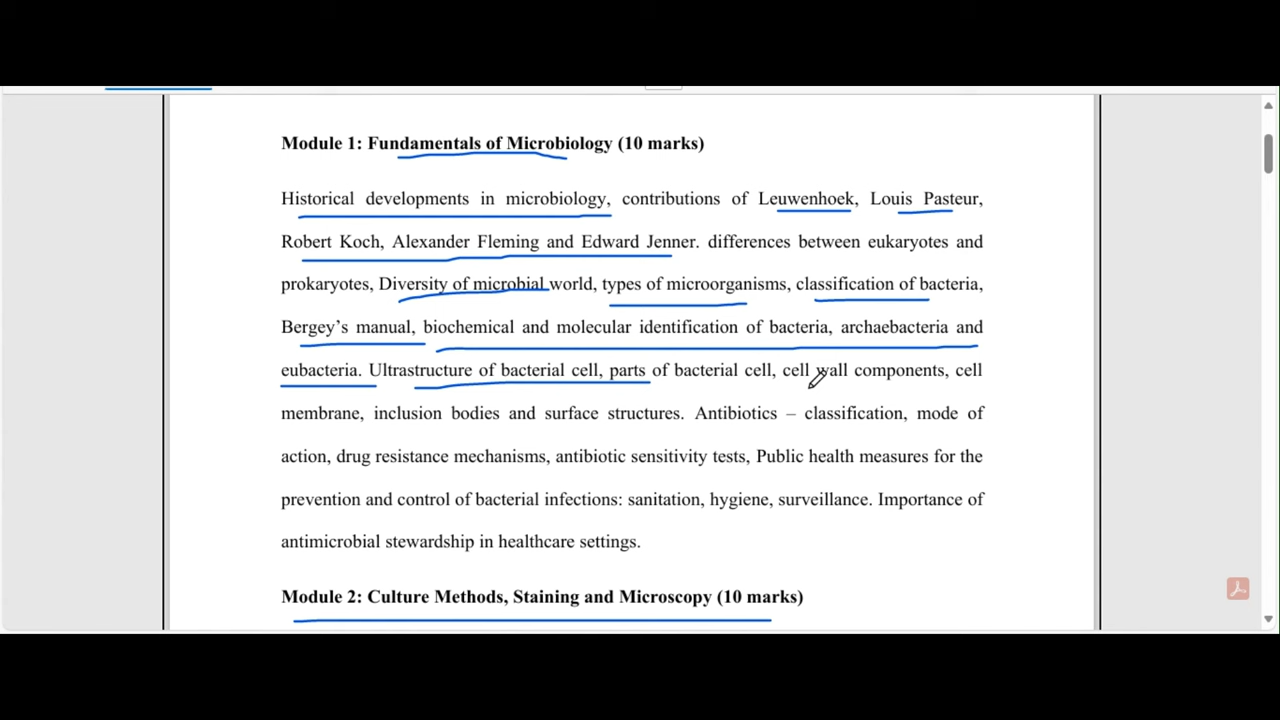 Module 1: Fundamentals of Microbiology (10 marks)
Historical developments in microbiology, contributions of Leuwenhoek, Louis Pasteur,
Robert Koch, Alexander Fleming and Edward Jenner. differences between eukaryotes and
prokaryotes, Diversity of microbial world, types of microorganisms, classification of bacteria,
Bergey’s manual, biochemical and molecular identification of bacteria, archaebacteria and
eubacteria. Ultrastructure of bacterial cell, parts of bacterial cell, cell wall components, cell
membrane, inclusion bodies and surface structures. Antibiotics – classification, mode of
action, drug resistance mechanisms, antibiotic sensitivity tests, Public health measures for the
prevention and control of bacterial infections: sanitation, hygiene, surveillance. Importance of
antimicrobial stewardship in healthcare settings.
Module 2: Culture Methods, Staining and Microscopy (10 marks)